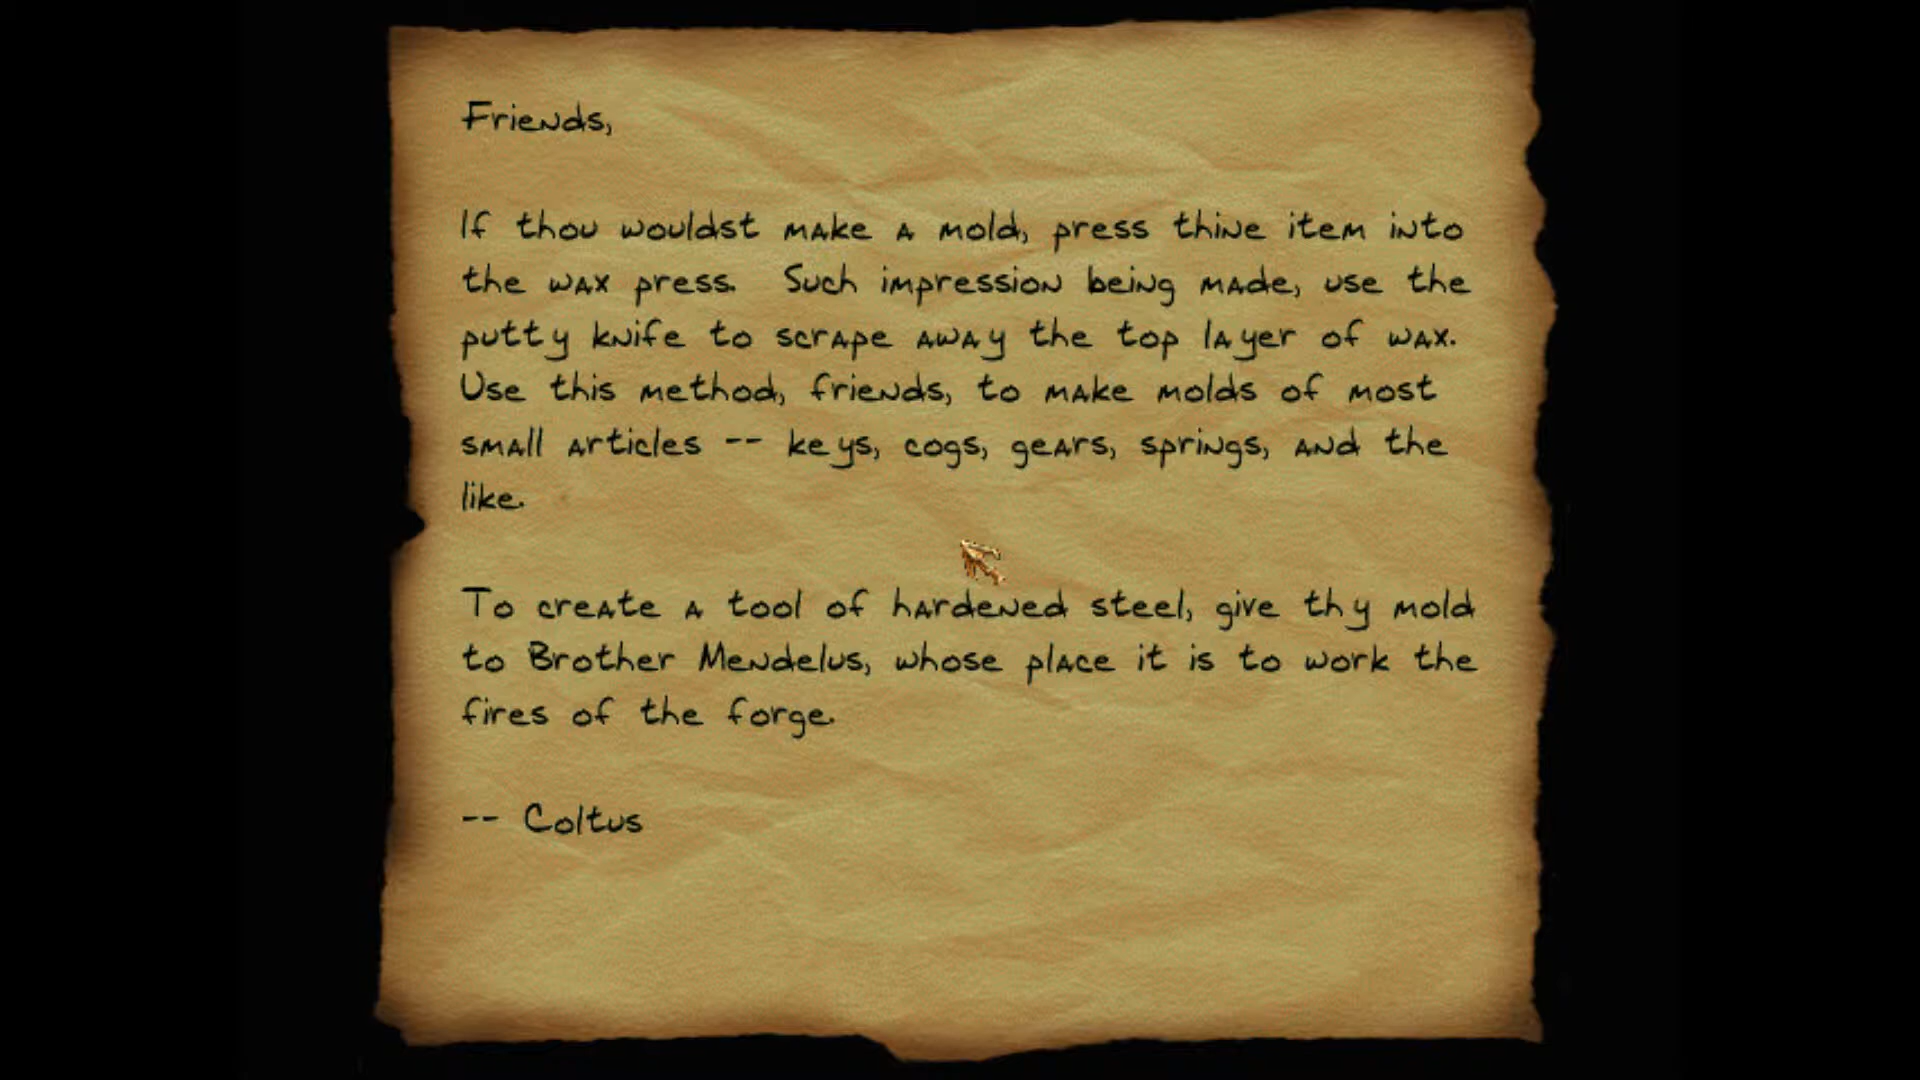 Friends,
If thou wouldst make a mold, press thine item into
the wax press. Such impression being made, use the
putty knife to scrape away the top layer of wax.
Use this method, friends, to make molds of most
small articles -- keys, cogs, gears, springs, and the
like.
To create a tool of hardened steel, give thy mold
to Brother Mendelus, whose place it is to work the
fires of the forge.
-- Coltus